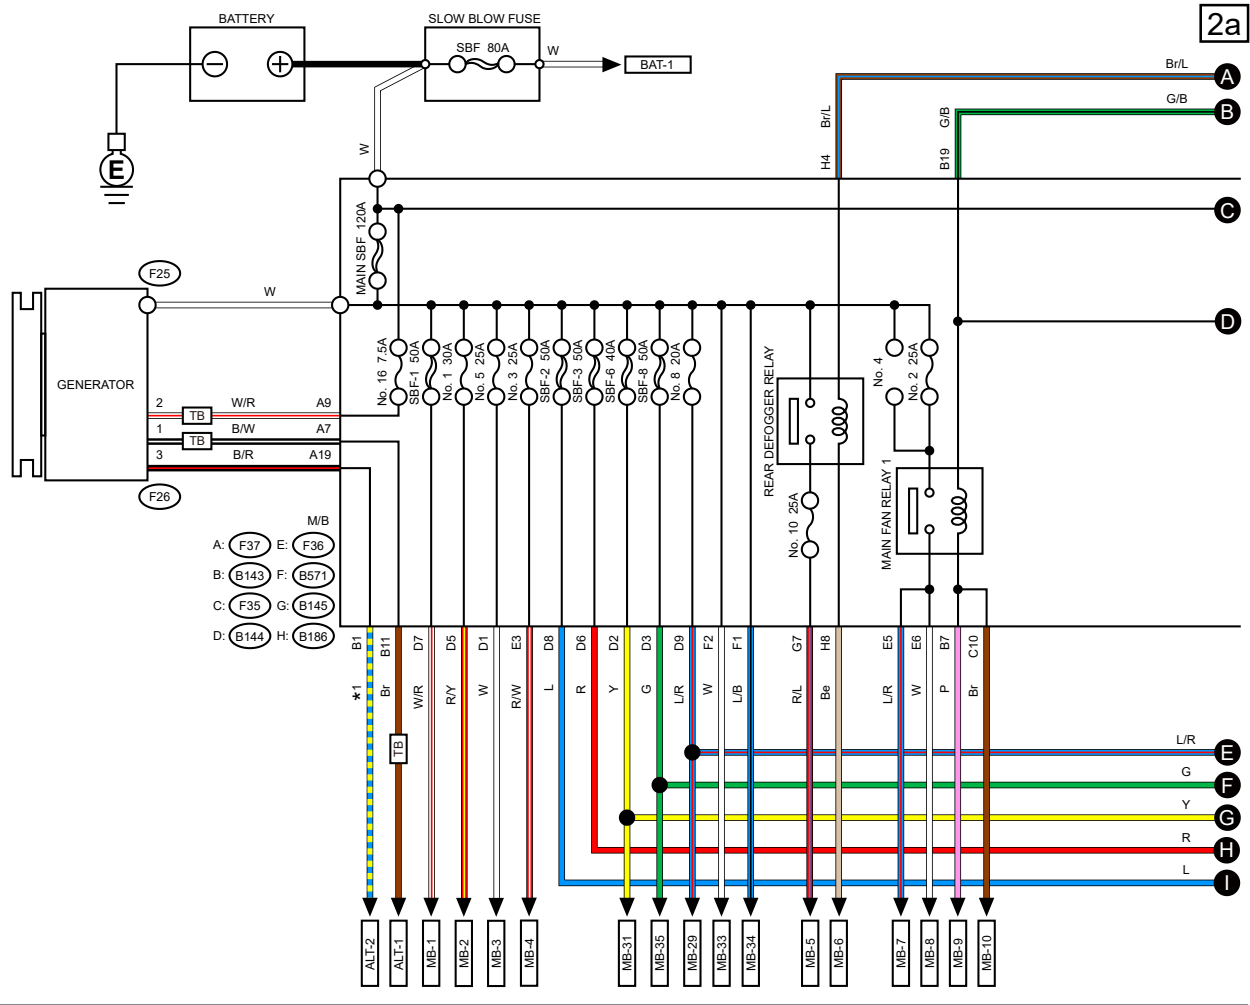 BATTERY
SLOW BLOW FUSE
2a
SBF 80A
W
BAT-1
Br/L
A
G/B
B
E
W
Br/L
H4
G/B
B19
C
MAIN SBF 120A
F25
W
D
GENERATOR
No. 16 7.5A
SBF-1 50A
No. 1 30A
No. 5 25A
No. 3 25A
SBF-2 50A
SBF-3 50A
SBF-6 40A
SBF-8 50A
No. 8 20A
REAR DEFOGGER RELAY
No. 4
No. 2 25A
2 TB W/R A9
1 TB B/W A7
3 B/R A19
F26
No. 10 25A
MAIN FAN RELAY 1
M/B
A: F37 E: F36
B: B143 F: B571
C: F35 G: B145
D: B144 H: B186
B1 B11 D7 D5 D1 E3 D8 D6 D2 D3 D9 F2 F1 G7 H8 E5 E6 B7 C10
*1 Br W/R R/Y W R/W L R Y G L/R W L/B R/L Be L/R W P Br
TB
L/R
E
G
F
Y
G
R
H
L
I
ALT-2 ALT-1 MB-1 MB-2 MB-3 MB-4 MB-31 MB-35 MB-29 MB-33 MB-34 MB-5 MB-6 MB-7 MB-8 MB-9 MB-10